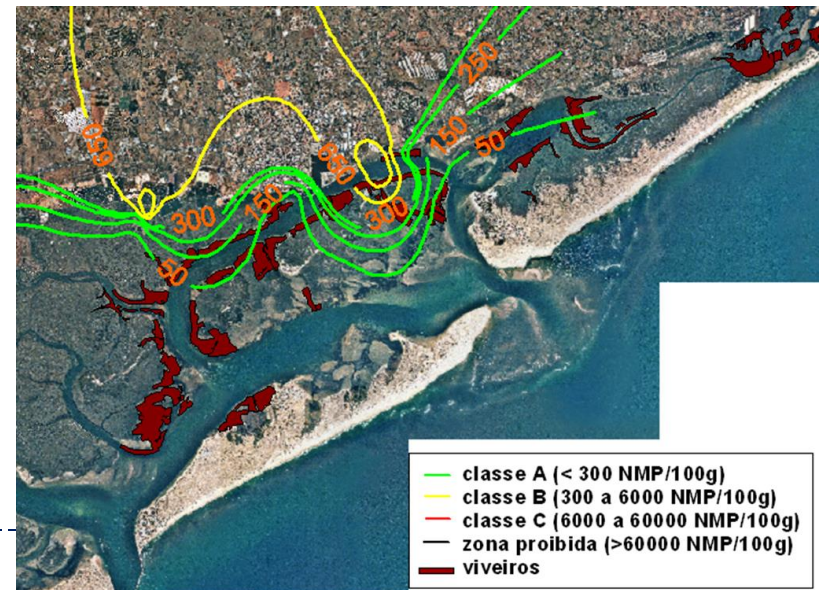 250
150
50
650
650
300
150
300
50
classe A (< 300 NMP/100g)
classe B (300 a 6000 NMP/100g)
classe C (6000 a 60000 NMP/100g)
zona proibida (>60000 NMP/100g)
viveiros